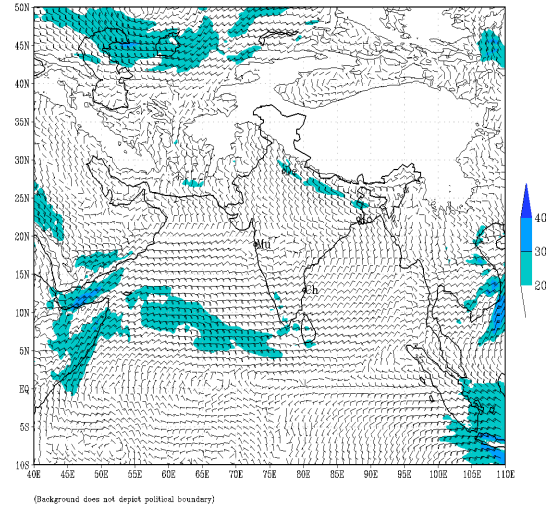 50N
45N
40N
35N
30N
25N
20N
15N
10N
5N
EQ
5S
10S
Mu
Ch
40
30
20
40E 45E 50E 55E 60E 65E 70E 75E 80E 85E 90E 95E 100E 105E 110E
(Background does not depict political boundary)